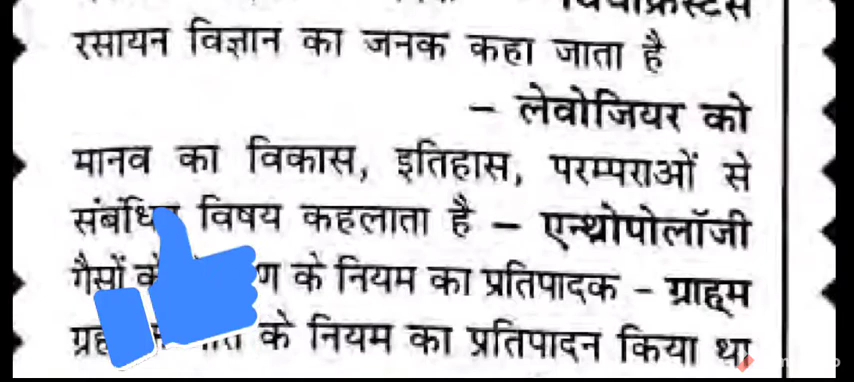 रसायन विज्ञान का जनक कहा जाता है
– लेवोजियर को
मानव का विकास, इतिहास, परम्पराओं से
विषय कहलाता है – एन्थ्रोपोलॉजी
गैसों के नियम का प्रतिपादक – ग्राह्म
के नियम का प्रतिपादन किया था